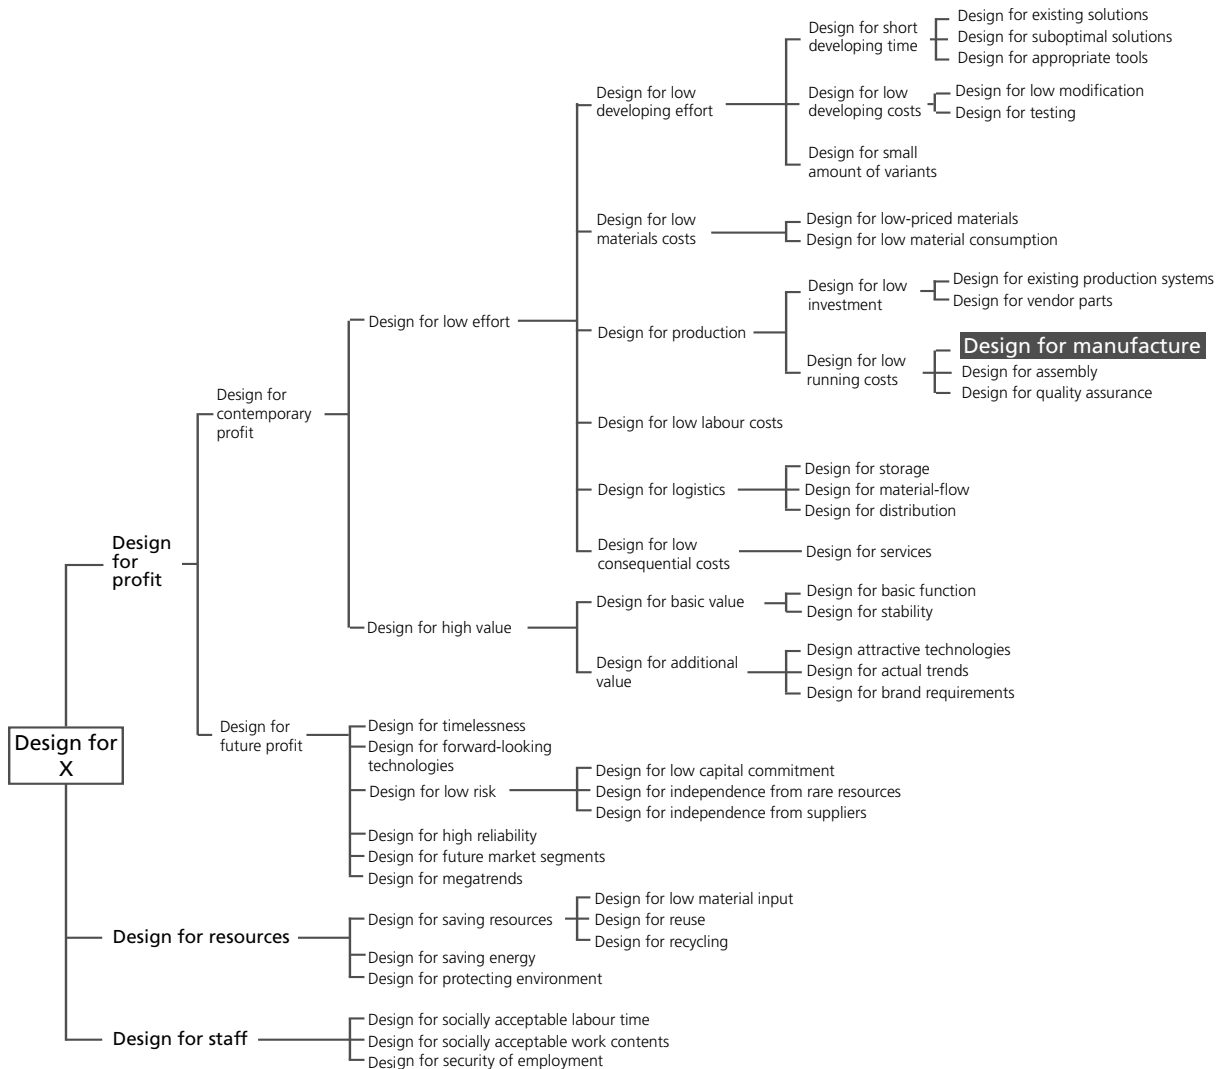 Design for short
developing time
Design for existing solutions
Design for suboptimal solutions
Design for appropriate tools
Design for low
developing effort
Design for low
developing costs
Design for low modification
Design for testing
Design for small
amount of variants
Design for low
materials costs
Design for low-priced materials
Design for low material consumption
Design for low effort
Design for production
Design for low
investment
Design for existing production systems
Design for vendor parts
Design for low
running costs
Design for manufacture
Design for assembly
Design for quality assurance
Design for
contemporary
profit
Design for low labour costs
Design for logistics
Design for storage
Design for material-flow
Design for distribution
Design
for
profit
Design for low
consequential costs
Design for services
Design for high value
Design for basic value
Design for basic function
Design for stability
Design for additional
value
Design attractive technologies
Design for actual trends
Design for brand requirements
Design for
X
Design for
future profit
Design for timelessness
Design for forward-looking
technologies
Design for low risk
Design for low capital commitment
Design for independence from rare resources
Design for independence from suppliers
Design for high reliability
Design for future market segments
Design for megatrends
Design for resources
Design for saving resources
Design for low material input
Design for reuse
Design for recycling
Design for saving energy
Design for protecting environment
Design for staff
Design for socially acceptable labour time
Design for socially acceptable work contents
Design for security of employment